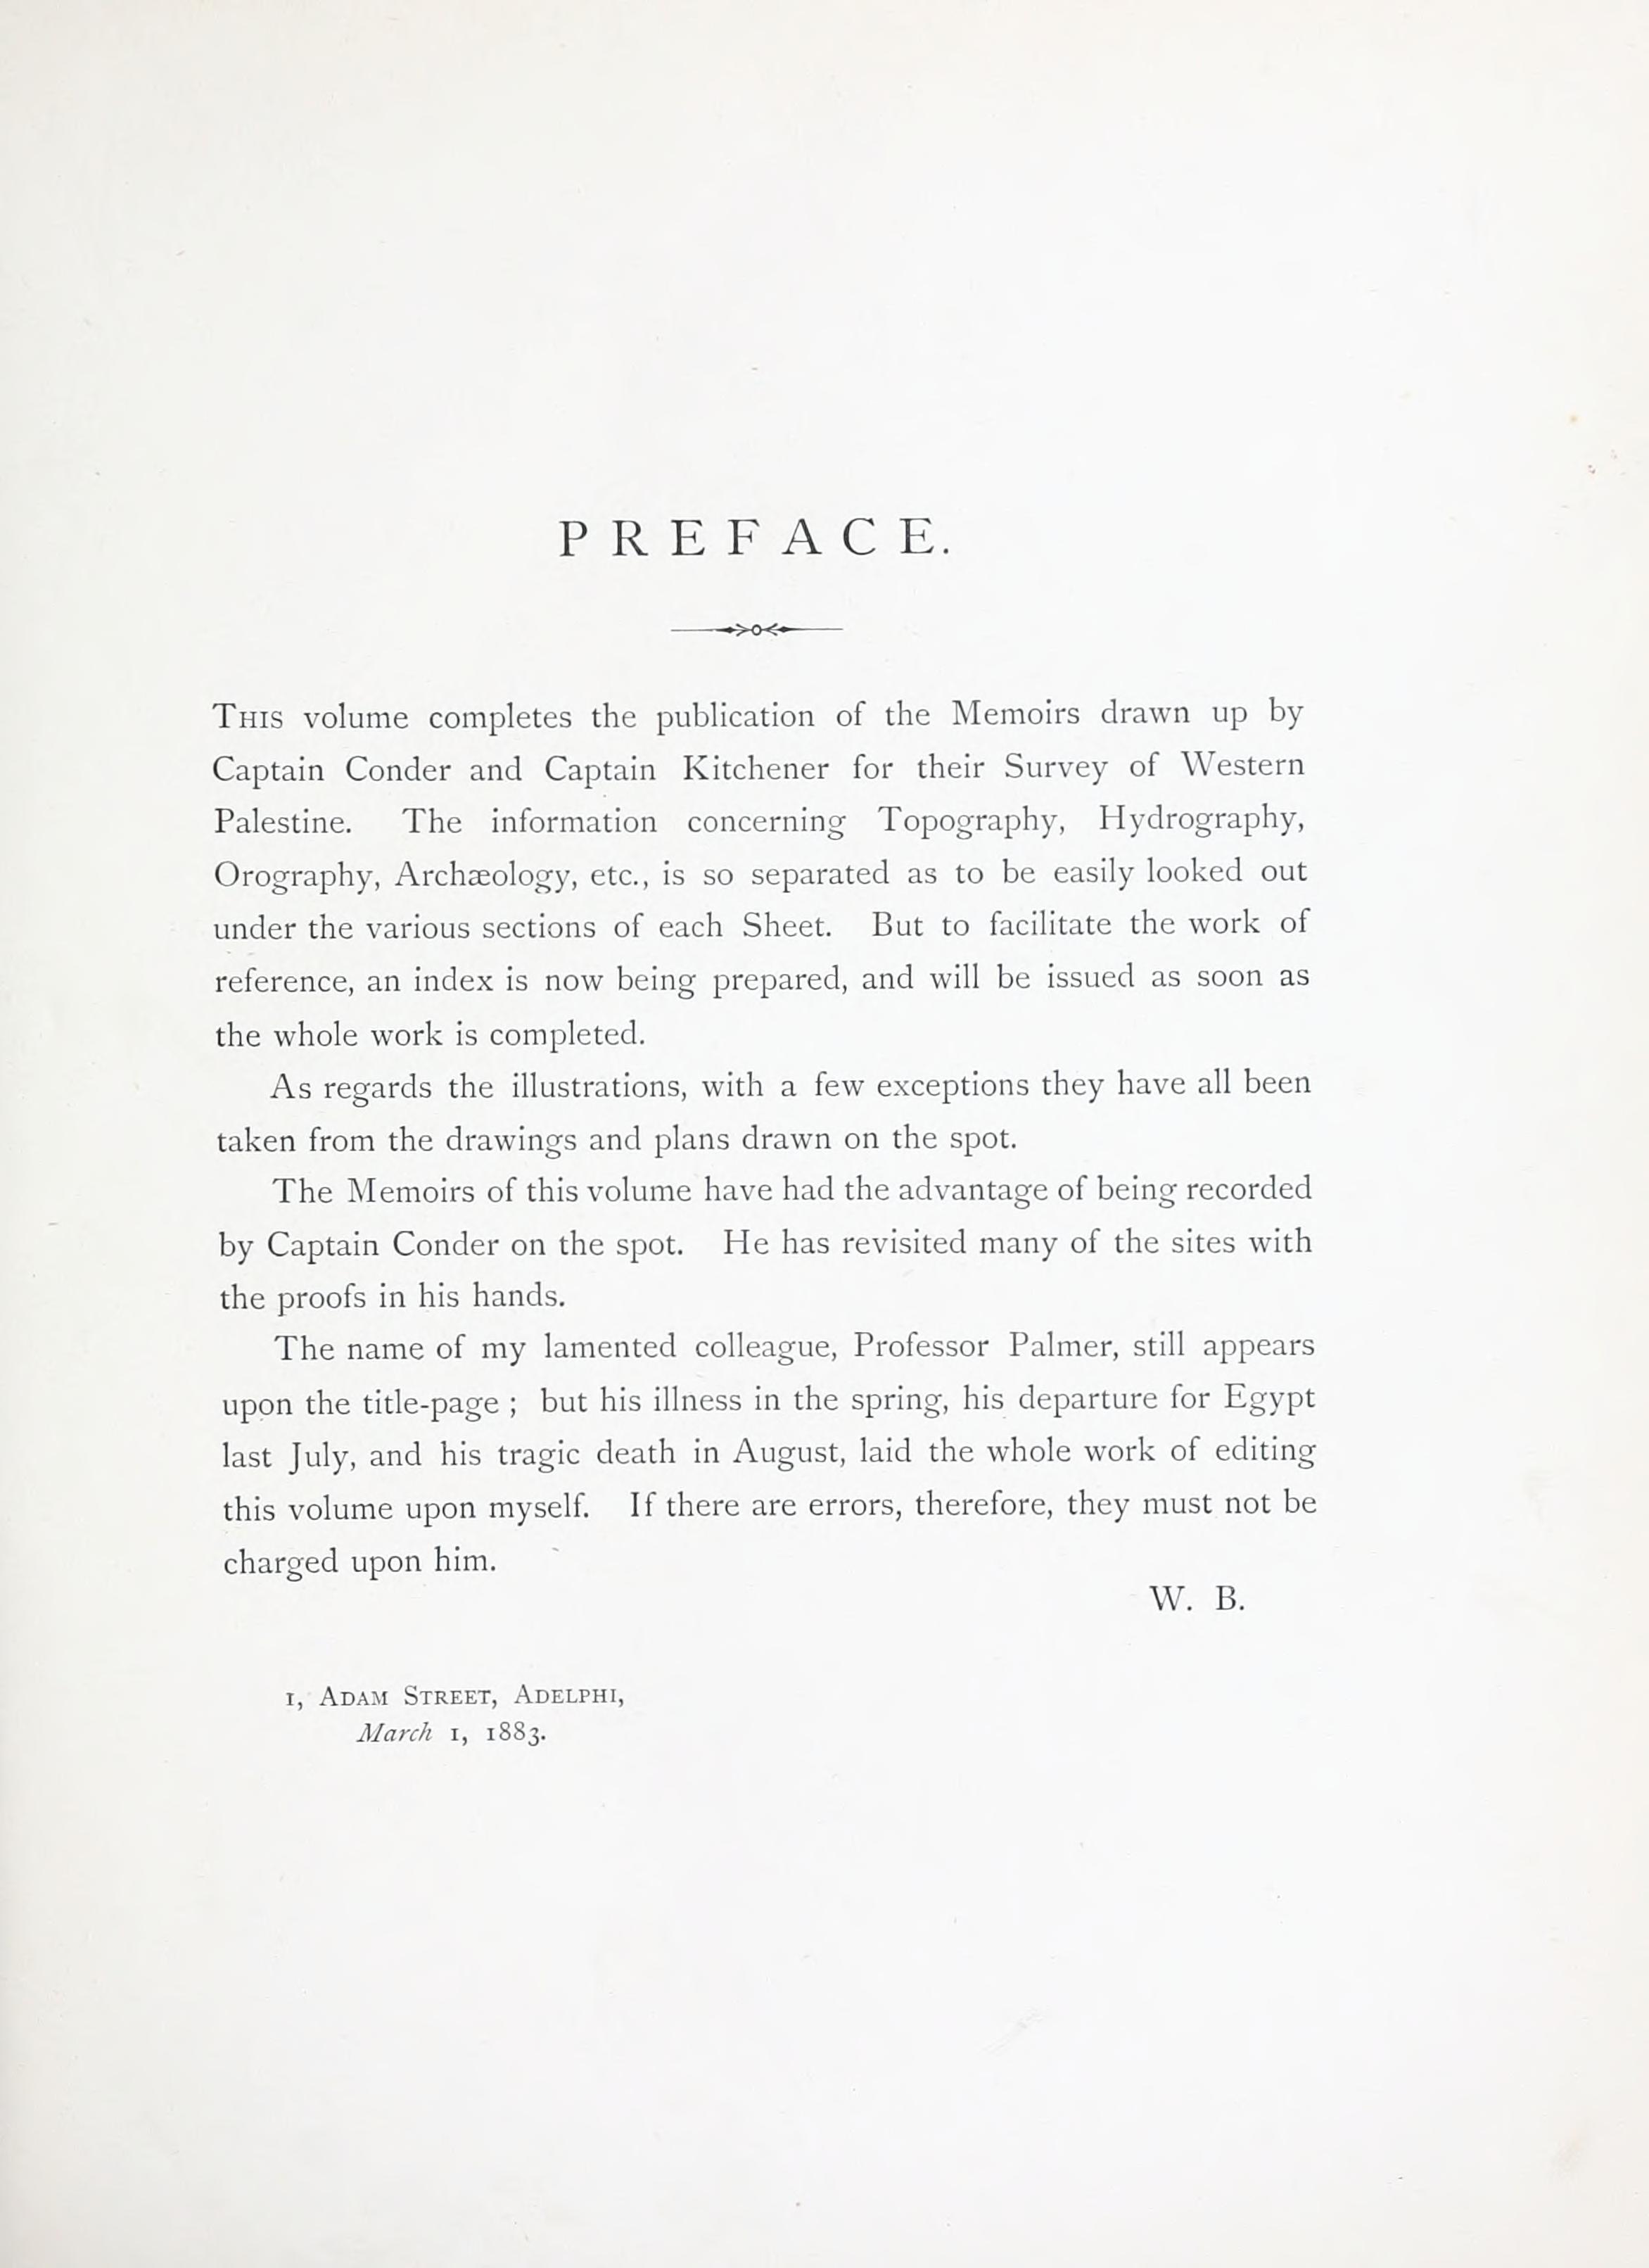 PREFACE.
THIS volume completes the publication of the Memoirs drawn up by
Captain Conder and Captain Kitchener for their Survey of Western
Palestine. The information concerning Topography, Hydrography,
Orography, Archæology, etc., is so separated as to be easily looked out
under the various sections of each Sheet. But to facilitate the work of
reference, an index is now being prepared, and will be issued as soon as
the whole work is completed.
As regards the illustrations, with a few exceptions they have all been
taken from the drawings and plans drawn on the spot.
The Memoirs of this volume have had the advantage of being recorded
by Captain Conder on the spot. He has revisited many of the sites with
the proofs in his hands.
The name of my lamented colleague, Professor Palmer, still appears
upon the title-page ; but his illness in the spring, his departure for Egypt
last July, and his tragic death in August, laid the whole work of editing
this volume upon myself. If there are errors, therefore, they must not be
charged upon him.
W. B.
1, ADAM STREET, ADELPHI,
March 1, 1883.